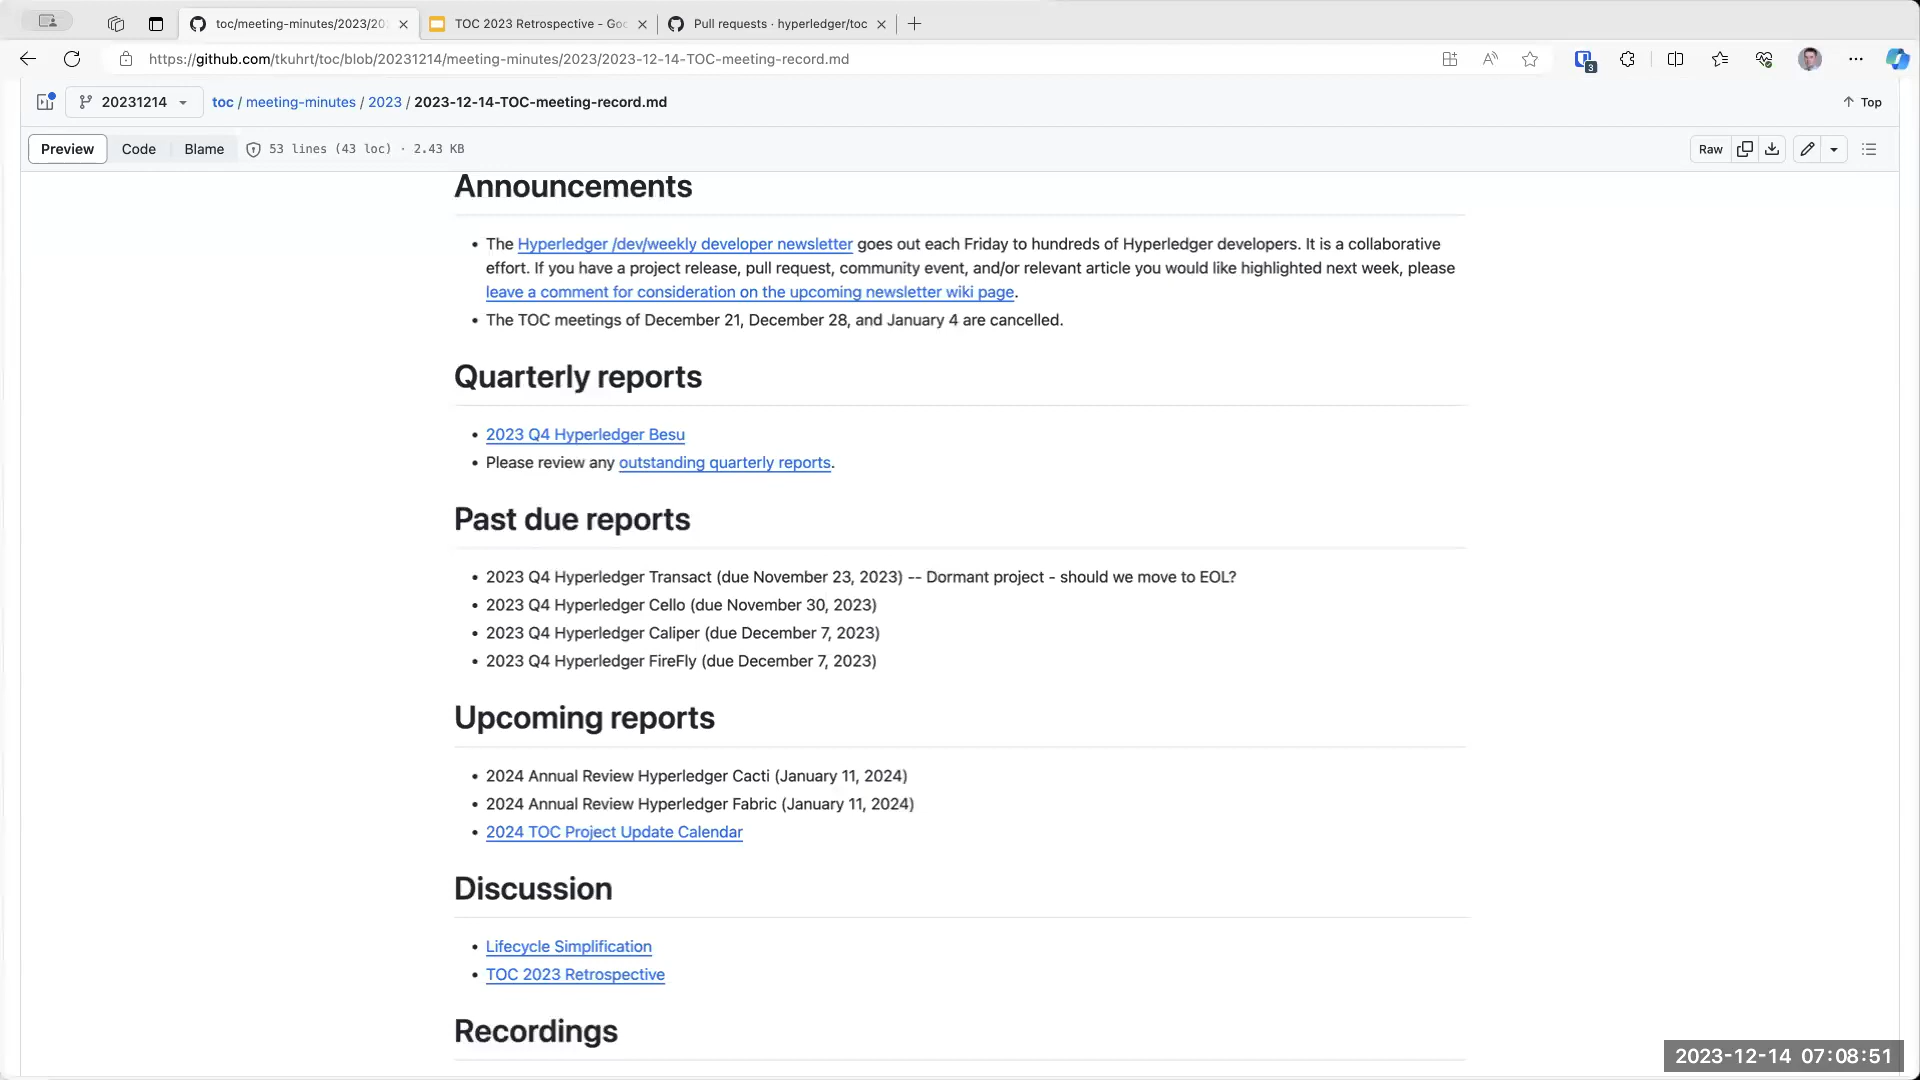 toc/meeting-minutes/2023/20
TOC 2023 Retrospective - Goo
Pull requests · hyperledger/toc
https://github.com/tkuhrt/toc/blob/20231214/meeting-minutes/2023/2023-12-14-TOC-meeting-record.md
3
20231214
toc / meeting-minutes / 2023 / 2023-12-14-TOC-meeting-record.md
Top
Preview Code Blame 53 lines (43 loc) · 2.43 KB
Raw
Announcements
• The Hyperledger /dev/weekly developer newsletter goes out each Friday to hundreds of Hyperledger developers. It is a collaborative
effort. If you have a project release, pull request, community event, and/or relevant article you would like highlighted next week, please
leave a comment for consideration on the upcoming newsletter wiki page.
• The TOC meetings of December 21, December 28, and January 4 are cancelled.
Quarterly reports
• 2023 Q4 Hyperledger Besu
• Please review any outstanding quarterly reports.
Past due reports
• 2023 Q4 Hyperledger Transact (due November 23, 2023) -- Dormant project - should we move to EOL?
• 2023 Q4 Hyperledger Cello (due November 30, 2023)
• 2023 Q4 Hyperledger Caliper (due December 7, 2023)
• 2023 Q4 Hyperledger FireFly (due December 7, 2023)
Upcoming reports
• 2024 Annual Review Hyperledger Cacti (January 11, 2024)
• 2024 Annual Review Hyperledger Fabric (January 11, 2024)
• 2024 TOC Project Update Calendar
Discussion
• Lifecycle Simplification
• TOC 2023 Retrospective
Recordings
2023-12-14 07:08:51